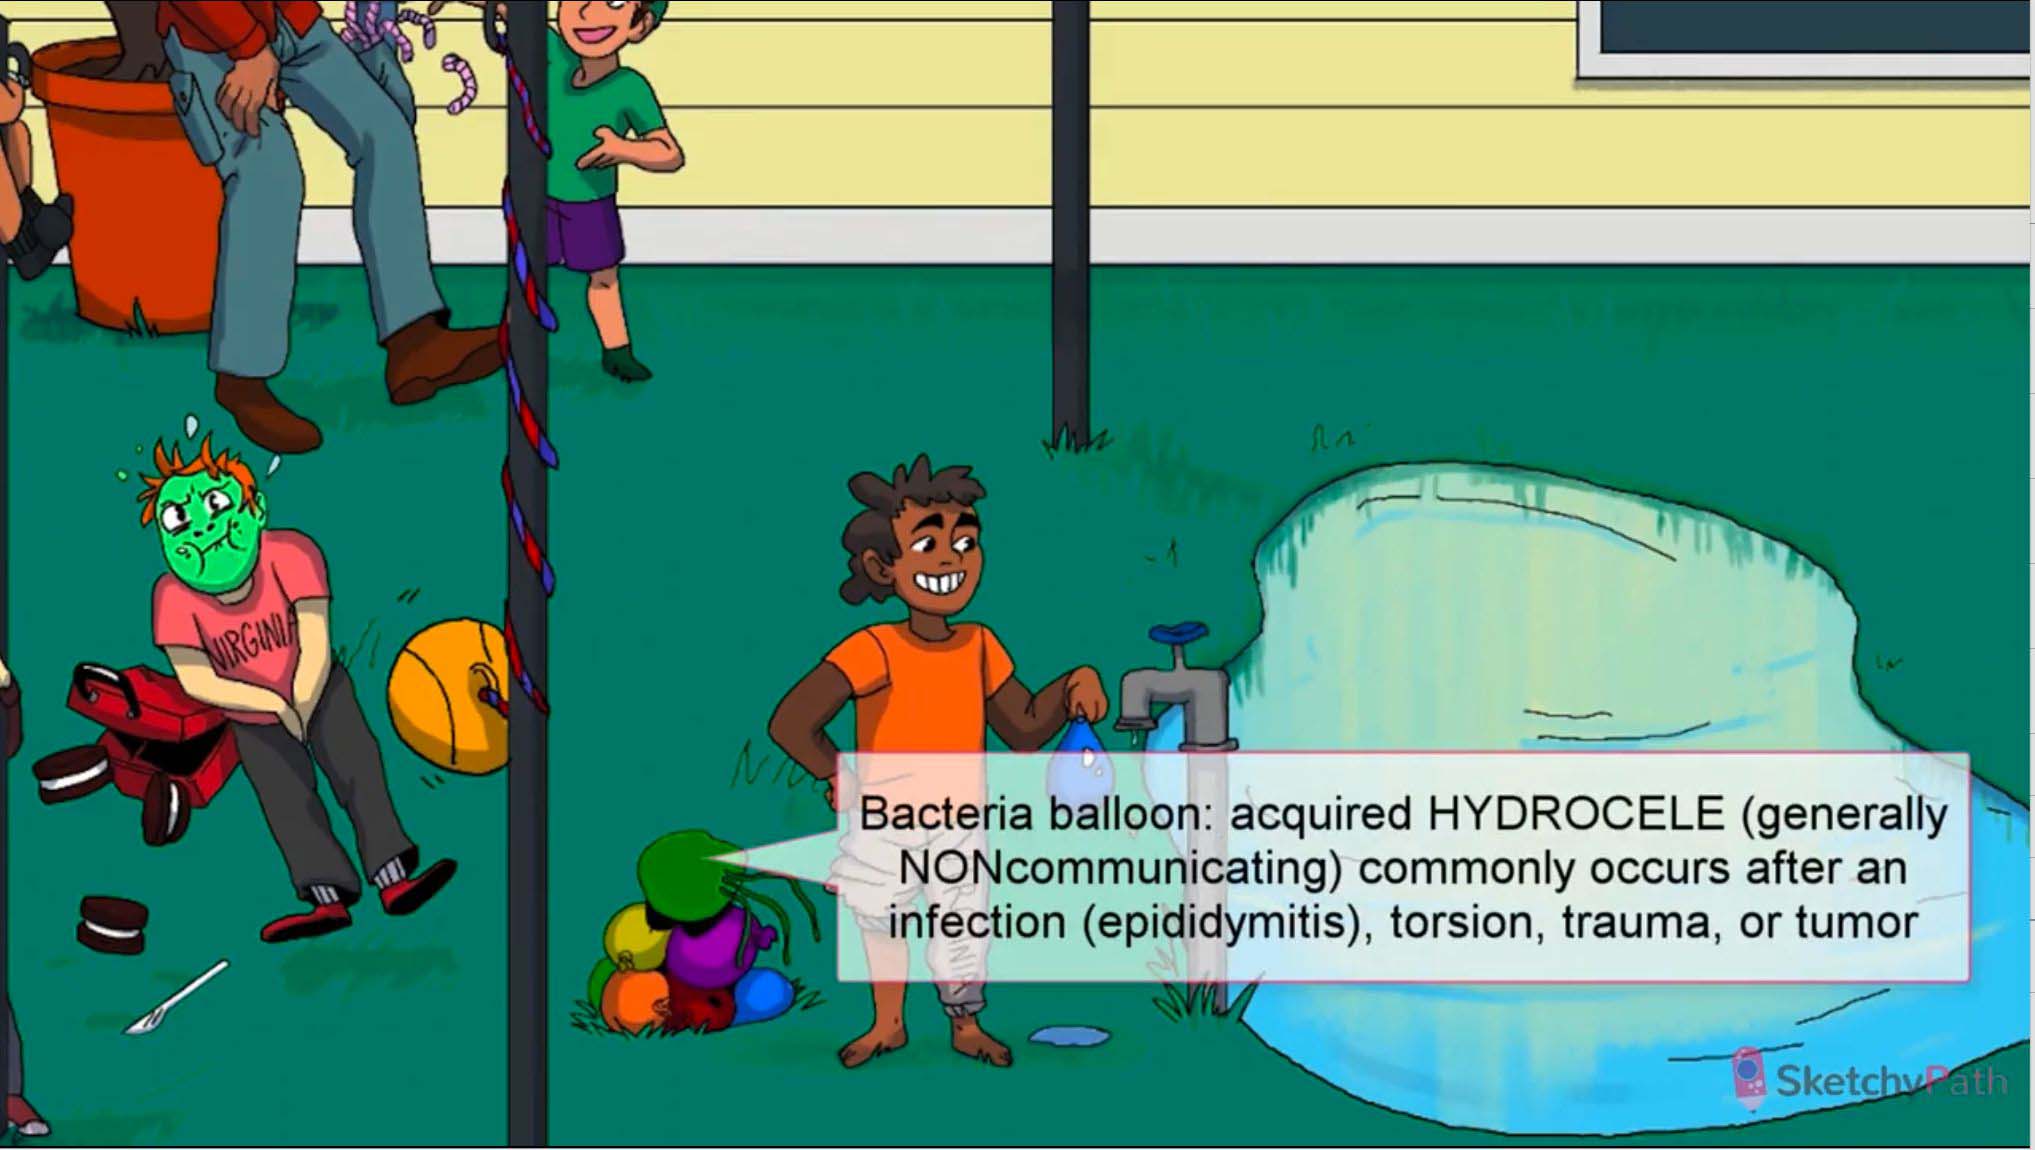 VIRGINIA
Bacteria balloon: acquired HYDROCELE (generally
NONcommunicating) commonly occurs after an
infection (epididymitis), torsion, trauma, or tumor
SketchyPath